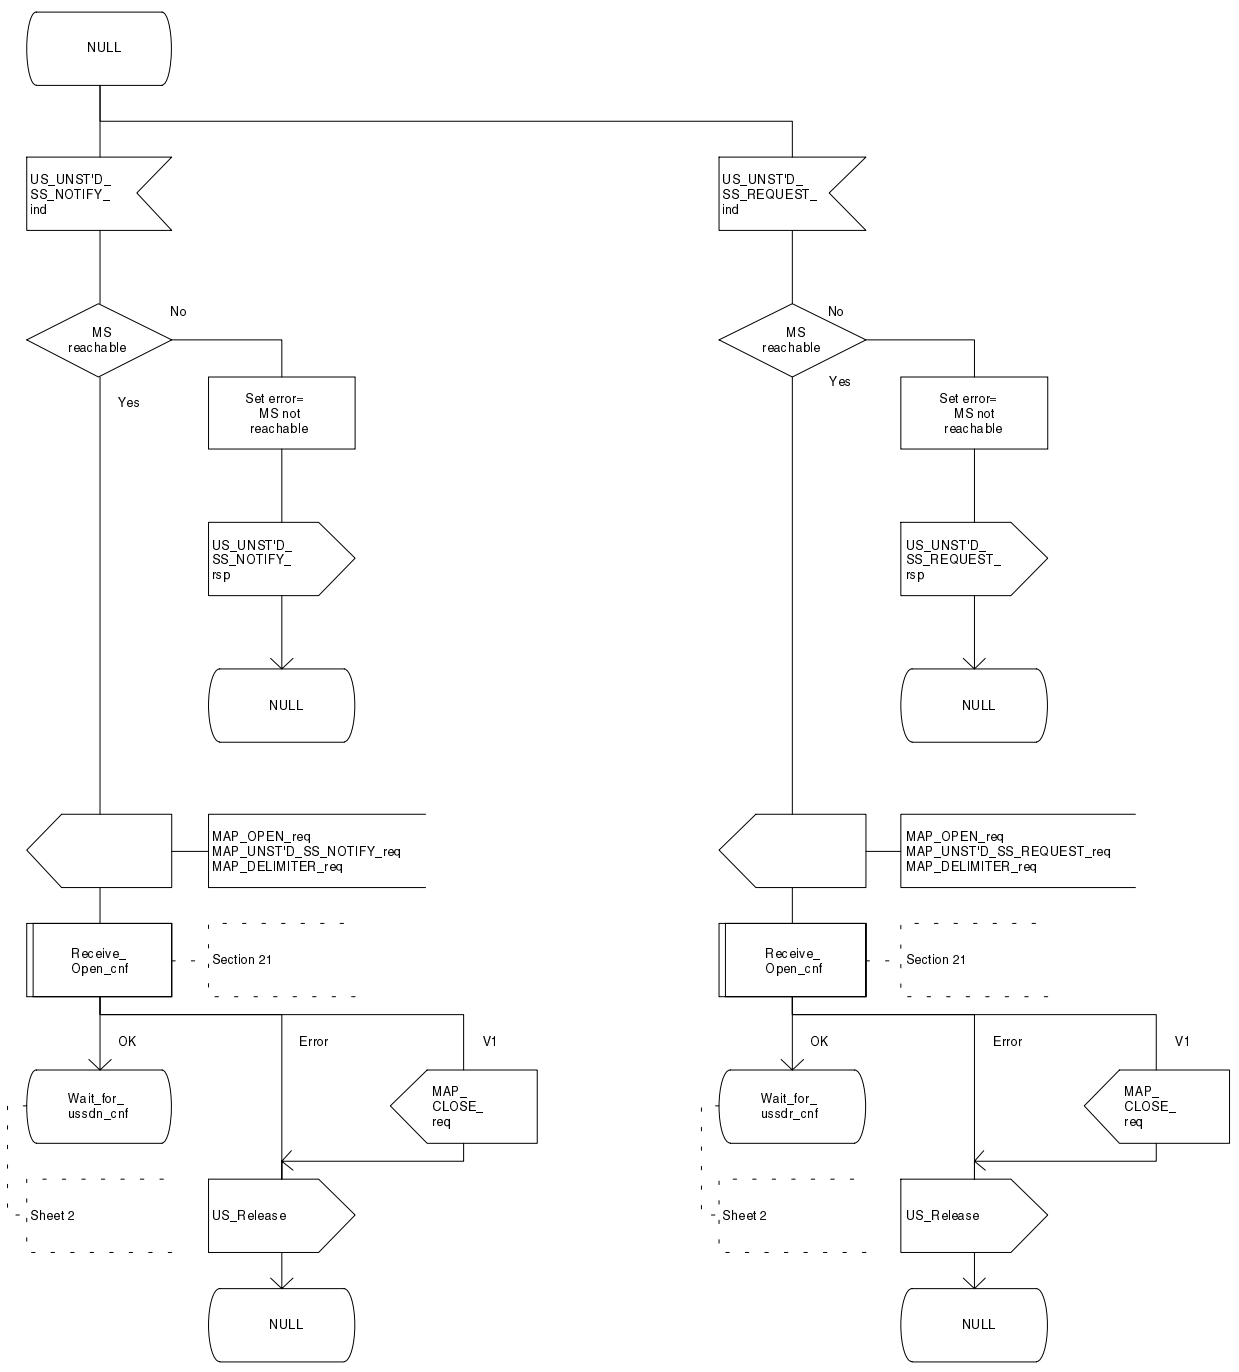 NULL
US_UNST'D_
SS_NOTIFY_
ind
US_UNST'D_
SS_REQUEST_
ind
No
MS
reachable
Yes
No
MS
reachable
Yes
Set error=
MS not
reachable
Set error=
MS not
reachable
US_UNST'D_
SS_NOTIFY_
rsp
US_UNST'D_
SS_REQUEST_
rsp
NULL
NULL
MAP_OPEN_req
MAP_UNST'D_SS_NOTIFY_req
MAP_DELIMITER_req
MAP_OPEN_req
MAP_UNST'D_SS_REQUEST_req
MAP_DELIMITER_req
Receive_
Open_cnf
Section 21
Receive_
Open_cnf
Section 21
OK
Error
V1
OK
Error
V1
Wait_for_
ussdn_cnf
MAP_
CLOSE_
req
Wait_for_
ussdr_cnf
MAP_
CLOSE_
req
Sheet 2
US_Release
Sheet 2
US_Release
NULL
NULL